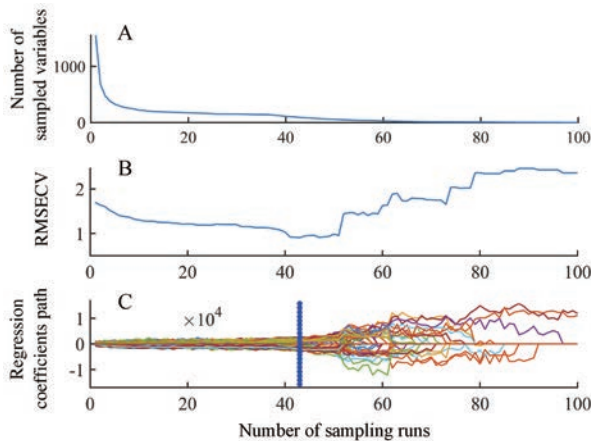 A
Number of
sampled variables
1000
0
0 20 40 60 80 100
B
RMSECV
2
1
0 20 40 60 80 100
C
×10⁴
Regression
coefficients path
1
0
-1
0 20 40 60 80 100
Number of sampling runs